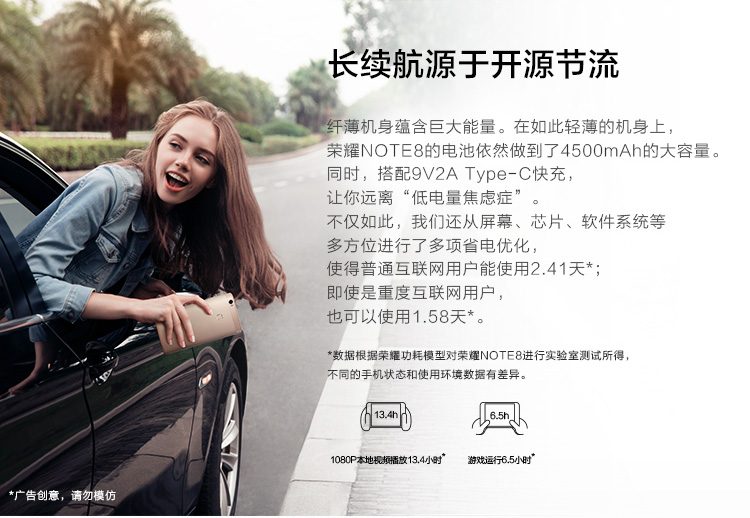 长续航源于开源节流
纤薄机身蕴含巨大能量。在如此轻薄的机身上，
荣耀NOTE8的电池依然做到了4500mAh的大容量。
同时，搭配9V2A Type-C快充，
让你远离“低电量焦虑症”。
不仅如此，我们还从屏幕、芯片、软件系统等
多方位进行了多项省电优化，
使得普通互联网用户能使用2.41天*；
即使是重度互联网用户，
也可以使用1.58天*。
*数据根据荣耀功耗模型对荣耀NOTE8进行实验室测试所得，
不同的手机状态和使用环境数据有差异。
13.4h
6.5h
1080P本地视频播放13.4小时*
游戏运行6.5小时*
*广告创意，请勿模仿